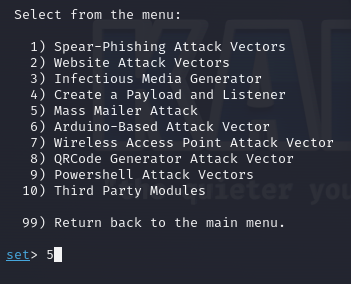 Select from the menu:
1) Spear-Phishing Attack Vectors
2) Website Attack Vectors
3) Infectious Media Generator
4) Create a Payload and Listener
5) Mass Mailer Attack
6) Arduino-Based Attack Vector
7) Wireless Access Point Attack Vector
8) QRCode Generator Attack Vector
9) Powershell Attack Vectors
10) Third Party Modules
99) Return back to the main menu.
set> 5